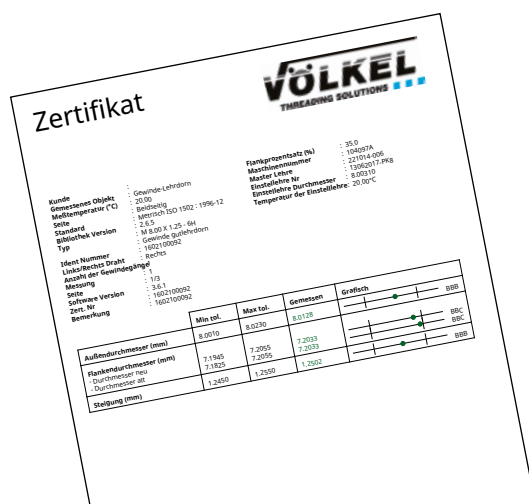 Zertifikat
VÖLKEL
THREADING SOLUTIONS
Kunde :
Gemessenes Objekt : Gewinde-Lehrdorn
Meßtemperatur (°C) : 20,00
Seite : Beidseitig
Standard : Metrisch ISO 1502 : 1996-12
Bibliothek Version : 2.6.5
Typ : M 8.00 X 1.25 - 6H
: Gewinde gutlehrdorn
Ident Nummer : 1602100092
Links/Rechts Draht : Rechts
Anzahl der Gewindegänge :
Messung : 1
Seite : 1/3
Software Version : 3.6.1
Zert. Nr : 1602100092
Bemerkung : 1602100092
Flankprozentsatz (%) : 35.0
Maschinennummer : 104097A
Master Lehre : 221014-006
Einstellehre Nr : 13062017-PK8
Einstellehre Durchmesser : 8.00310
Temperatur der Einstelllehre: 20,00°C
Min tol. Max tol. Gemessen Grafisch
Außendurchmesser (mm) 8.0010 8.0230 8.0128 BBB
Flankendurchmesser (mm)
- Durchmesser neu 7.1945 7.2055 7.2033 BBC
- Durchmesser att 7.1825 7.2055 7.2033 BBC
Steigung (mm) 1.2450 1.2550 1.2502 BBB